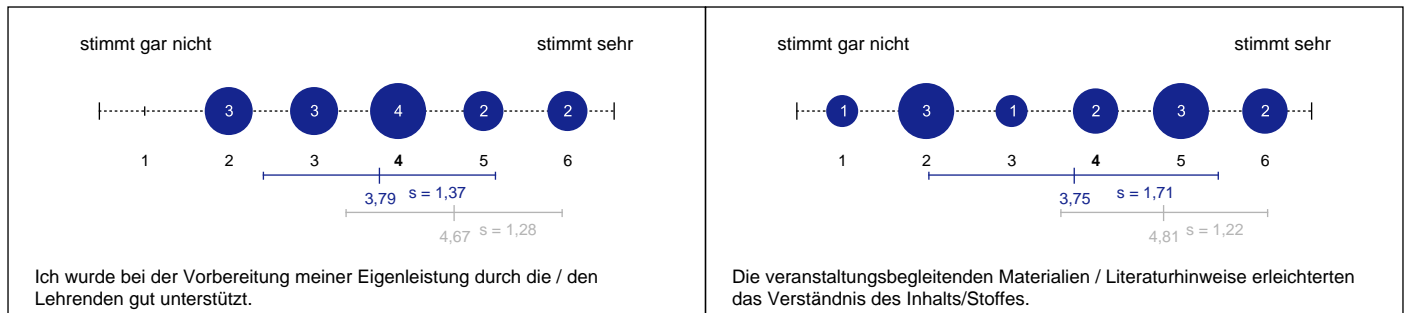 stimmt gar nicht stimmt sehr
3 3 4 2 2
1 2 3 4 5 6
3,79 s = 1,37
4,67 s = 1,28
Ich wurde bei der Vorbereitung meiner Eigenleistung durch die / den
Lehrenden gut unterstützt.
stimmt gar nicht stimmt sehr
1 3 1 2 3 2
1 2 3 4 5 6
3,75 s = 1,71
4,81 s = 1,22
Die veranstaltungsbegleitenden Materialien / Literaturhinweise erleichterten
das Verständnis des Inhalts/Stoffes.